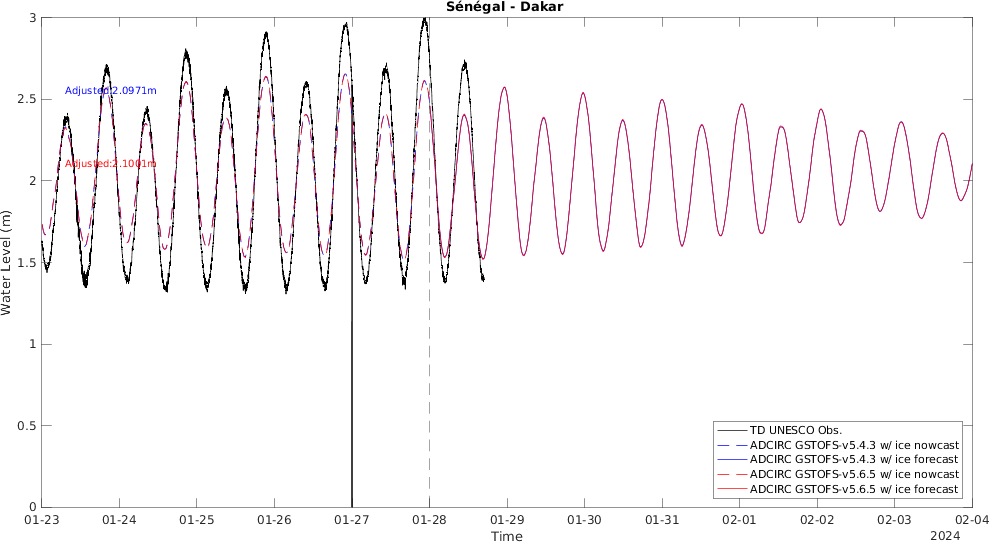 Sénégal - Dakar
3
2.5
2
1.5
1
0.5
0
Water Level (m)
Adjusted:2.0971m
Adjusted:2.1001m
TD UNESCO Obs.
ADCIRC GSTOFS-v5.4.3 w/ ice nowcast
ADCIRC GSTOFS-v5.4.3 w/ ice forecast
ADCIRC GSTOFS-v5.6.5 w/ ice nowcast
ADCIRC GSTOFS-v5.6.5 w/ ice forecast
01-23 01-24 01-25 01-26 01-27 01-28 01-29 01-30 01-31 02-01 02-02 02-03 02-04
Time
2024